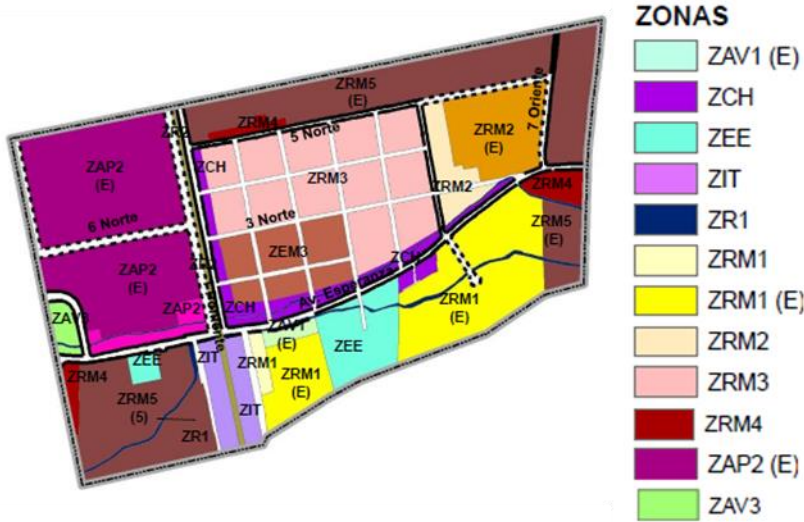 ZONAS
ZAV1 (E)
ZCH
ZEE
ZIT
ZR1
ZRM1
ZRM1 (E)
ZRM2
ZRM3
ZRM4
ZAP2 (E)
ZAV3
ZRM5
(E)
ZRM4
5 Norte
7 Oriente
ZRM2
(E)
ZCH
ZAP2
(E)
ZRM3
ZRM2
ZRM4
6 Norte
3 Norte
ZRM5
(E)
ZEM3
ZCH
ZAP2
(E)
Av. Esperanza
ZCH
ZAP2
ZRM1
(E)
ZAV3
ZAV1
(E)
ZEE
ZEE
ZIT
ZRM1
ZRM4
ZRM1
(E)
ZRM5
(5)
ZIT
ZR1